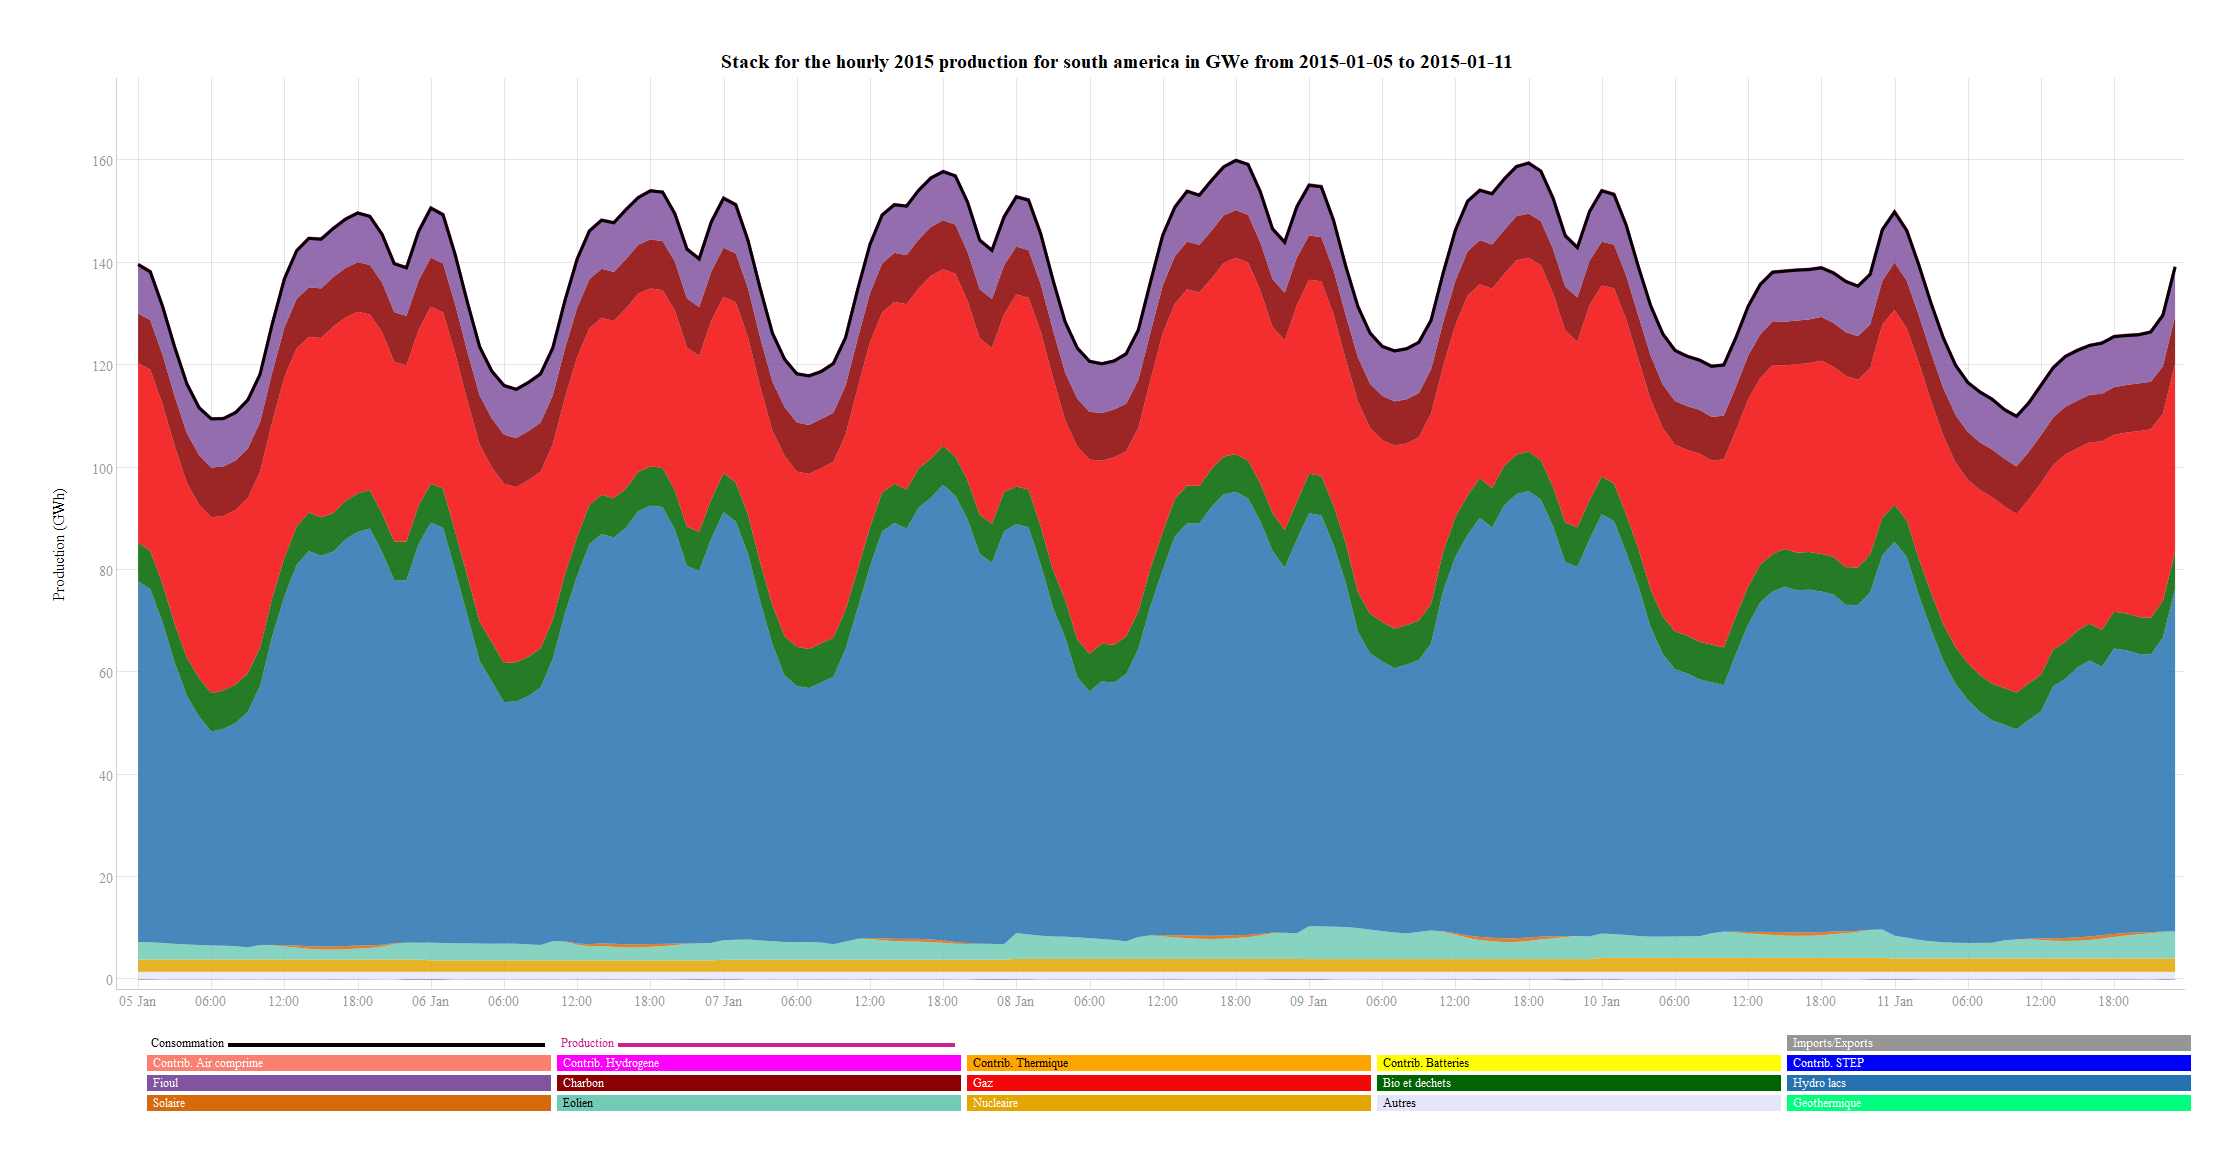 Stack for the hourly 2015 production for south america in GWe from 2015-01-05 to 2015-01-11
Production (GWh)
160
140
120
100
80
60
40
20
0
05 Jan 06:00 12:00 18:00 06 Jan 06:00 12:00 18:00 07 Jan 06:00 12:00 18:00 08 Jan 06:00 12:00 18:00 09 Jan 06:00 12:00 18:00 10 Jan 06:00 12:00 18:00 11 Jan 06:00 12:00 18:00
Consommation Production Imports/Exports
Contrib. Air comprime Contrib. Hydrogene Contrib. Thermique Contrib. Batteries Contrib. STEP
Fioul Charbon Gaz Bio et dechets Hydro lacs
Solaire Eolien Nucleaire Autres Geothermique